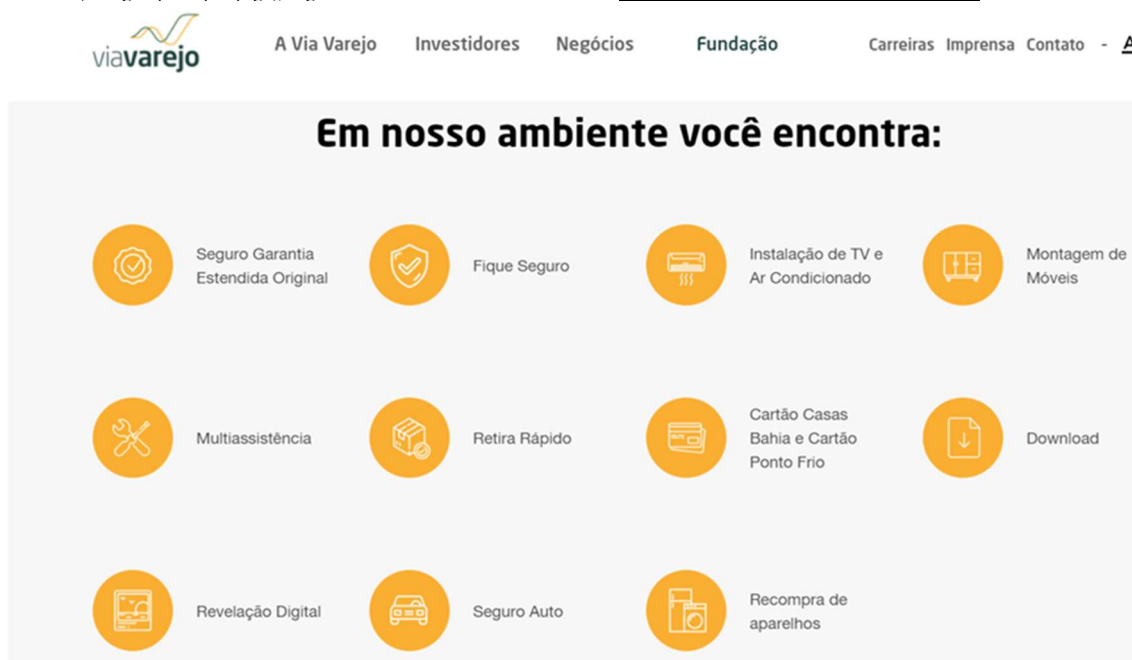 viavarejo
A Via Varejo Investidores Negócios Fundação Carreiras Imprensa Contato - A
Em nosso ambiente você encontra:
Seguro Garantia
Estendida Original
Fique Seguro
Instalação de TV e
Ar Condicionado
Montagem de
Móveis
Multiassistência
Retira Rápido
Cartão Casas
Bahia e Cartão
Ponto Frio
Download
Revelação Digital
Seguro Auto
Recompra de
aparelhos